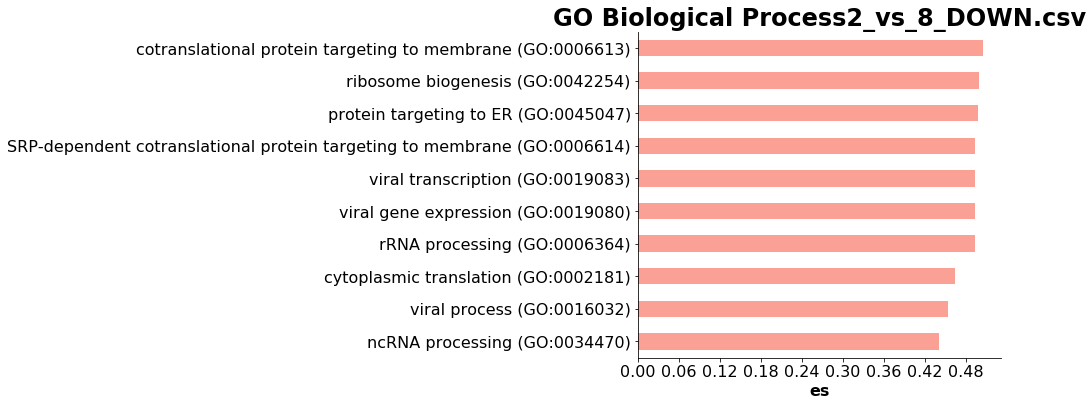 GO Biological Process2_vs_8_DOWN.csv
cotranslational protein targeting to membrane (GO:0006613)
ribosome biogenesis (GO:0042254)
protein targeting to ER (GO:0045047)
SRP-dependent cotranslational protein targeting to membrane (GO:0006614)
viral transcription (GO:0019083)
viral gene expression (GO:0019080)
rRNA processing (GO:0006364)
cytoplasmic translation (GO:0002181)
viral process (GO:0016032)
ncRNA processing (GO:0034470)
0.00 0.06 0.12 0.18 0.24 0.30 0.36 0.42 0.48
es